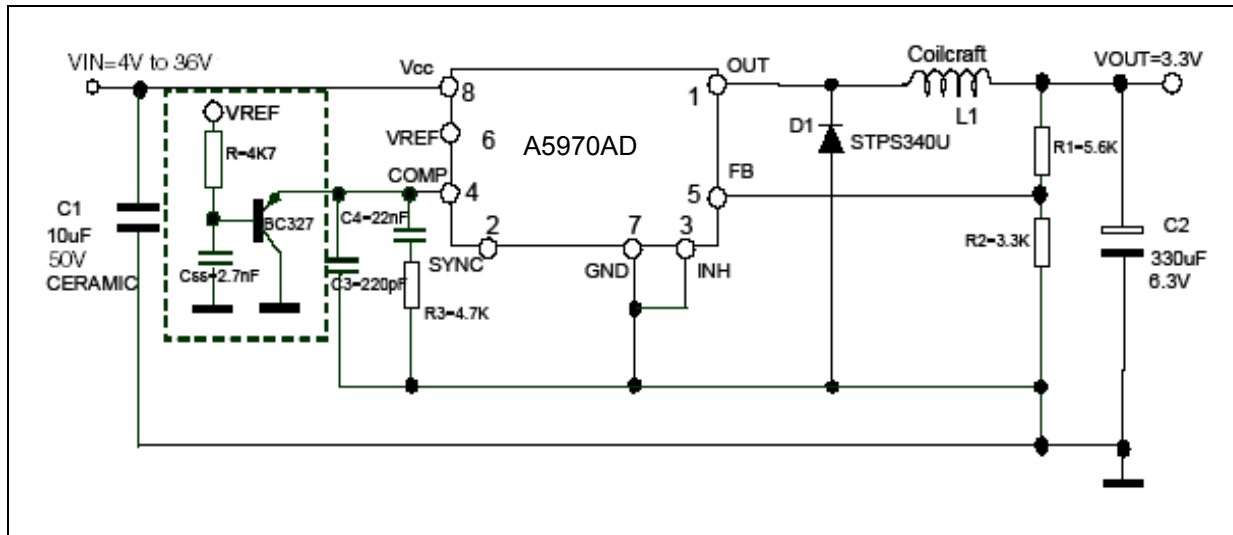 VIN=4V to 36V
Vcc
8
OUT
1
Coilcraft
L1
VOUT=3.3V
VREF
R=4K7
VREF
6
A5970AD
D1
STPS340U
R1=5.6K
COMP
4
FB
5
C1
10uF
50V
CERAMIC
BC327
C4=22nF
Css=2.7nF
C3=220pF
R3=4.7K
2
SYNC
7
GND
3
INH
R2=3.3K
C2
330uF
6.3V